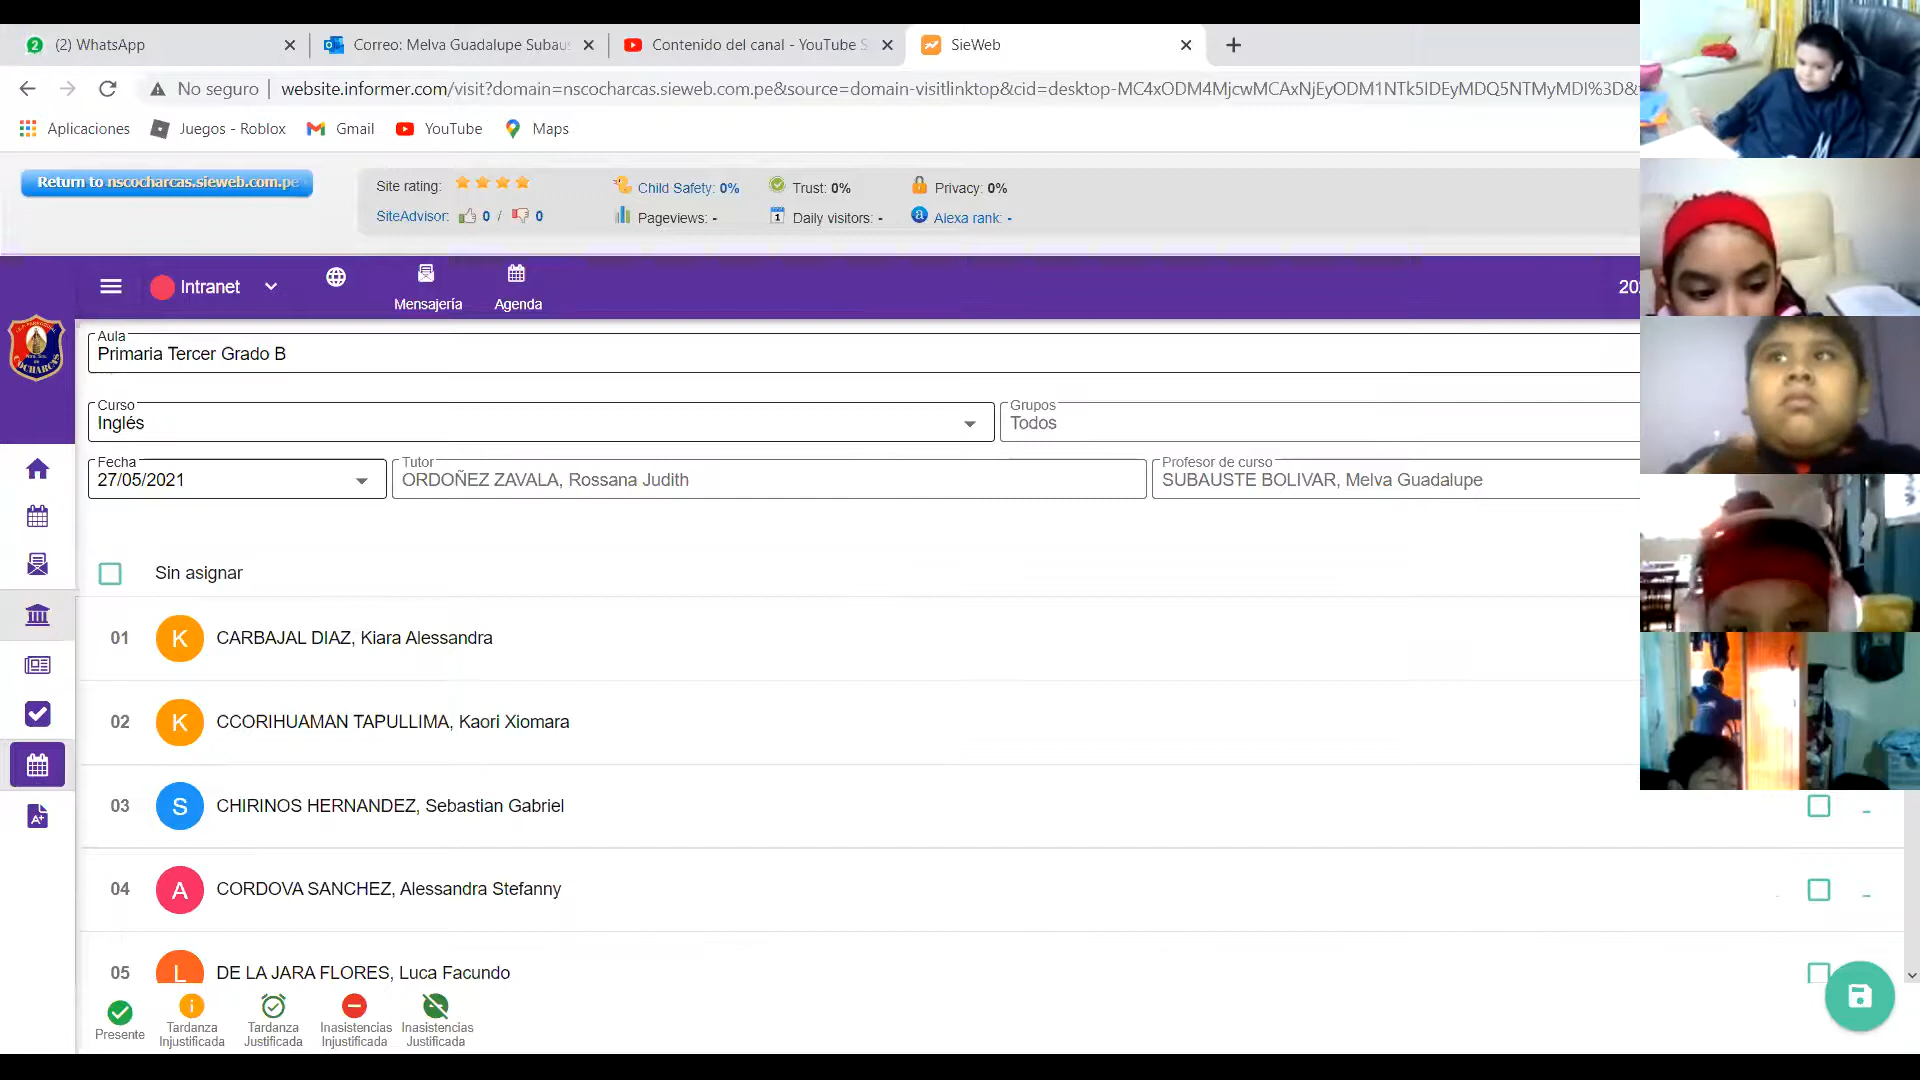 (2) WhatsApp
Correo: Melva Guadalupe Subau
Contenido del canal - YouTube S
SieWeb
No seguro
website.informer.com/visit?domain=nscocharcas.sieweb.com.pe&source=domain-visitlinktop&cid=desktop-MC4xODM4MjcwMCAxNjEyODM1NTk5IDEyMDQ5NTMyMDI%3D&
Aplicaciones
Juegos - Roblox
Gmail
YouTube
Maps
Return to nscocharcas.sieweb.com.pe
Site rating:
Child Safety: 0%
Trust: 0%
Privacy: 0%
SiteAdvisor: 0 / 0
Pageviews: -
Daily visitors: -
Alexa rank: -
Intranet
Mensajería
Agenda
20
Aula
Primaria Tercer Grado B
Curso
Inglés
Grupos
Todos
Fecha
27/05/2021
Tutor
ORDOÑEZ ZAVALA, Rossana Judith
Profesor de curso
SUBAUSTE BOLIVAR, Melva Guadalupe
Sin asignar
01 K CARBAJAL DIAZ, Kiara Alessandra
02 K CCORIHUAMAN TAPULLIMA, Kaori Xiomara
03 S CHIRINOS HERNANDEZ, Sebastian Gabriel -
04 A CORDOVA SANCHEZ, Alessandra Stefanny -
05 L DE LA JARA FLORES, Luca Facundo
Presente
Tardanza
Injustificada
Tardanza
Justificada
Inasistencias
Injustificada
Inasistencias
Justificada